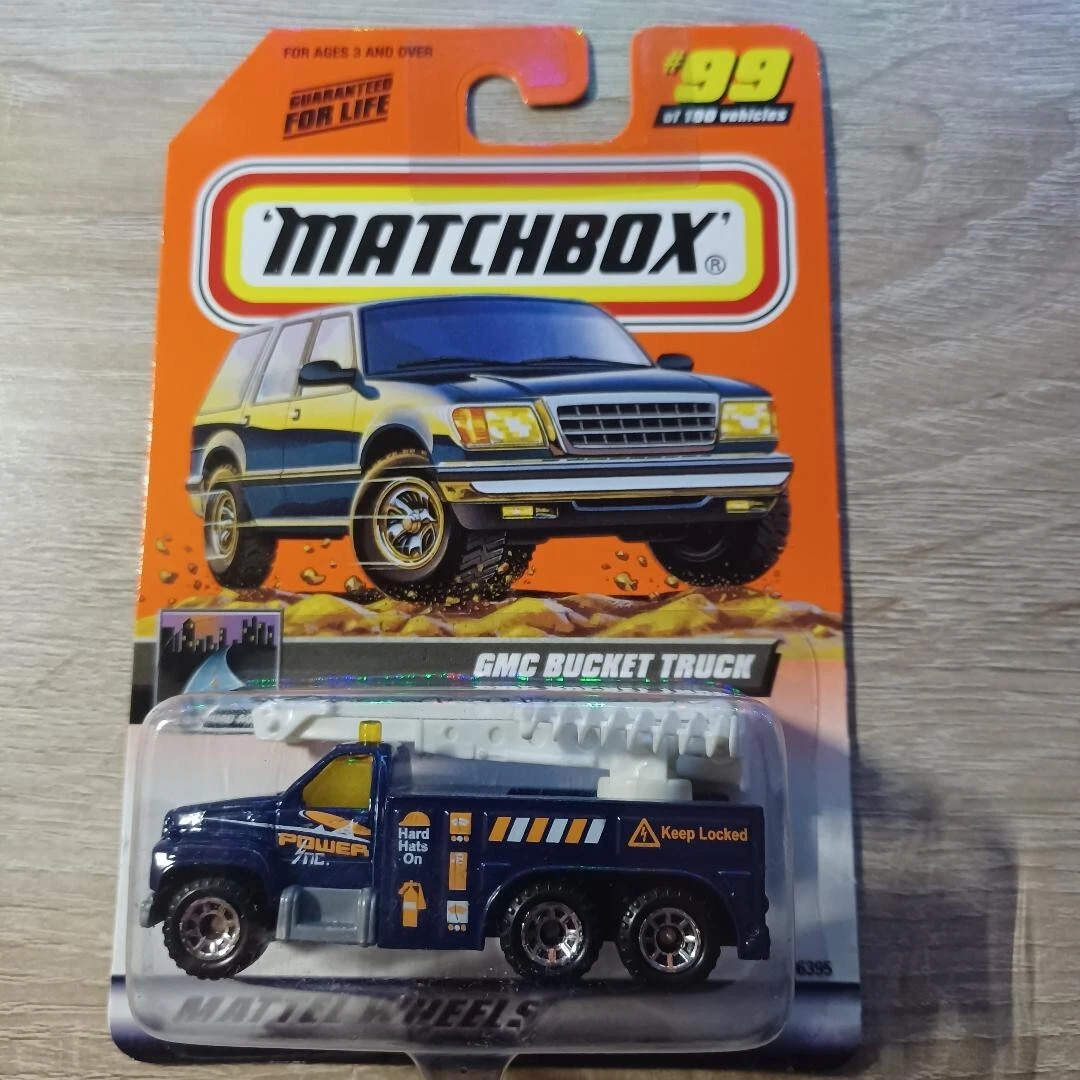 FOR AGES 3 AND OVER
GUARANTEED
FOR LIFE
#99
of 100 vehicles
'MATCHBOX'®
GMC BUCKET TRUCK
POWER
INC.
Hard
Hats
On
Keep Locked
6395
MATTEL WHEELS